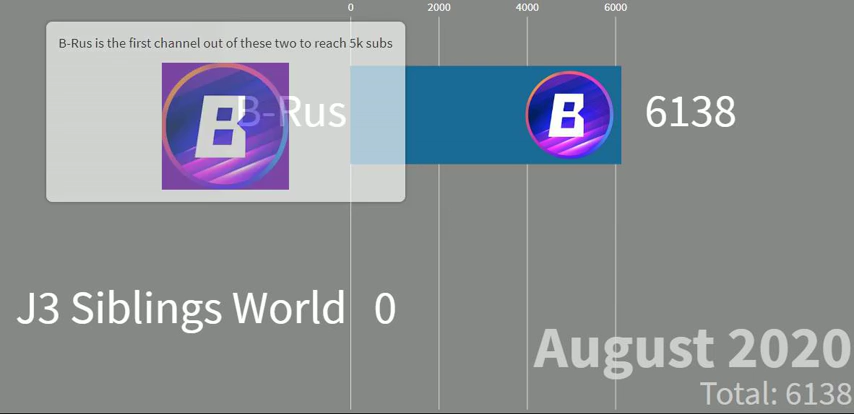 0 2000 4000 6000
B-Rus is the first channel out of these two to reach 5k subs
B
B-Rus B 6138
J3 Siblings World 0
August 2020
Total: 6138